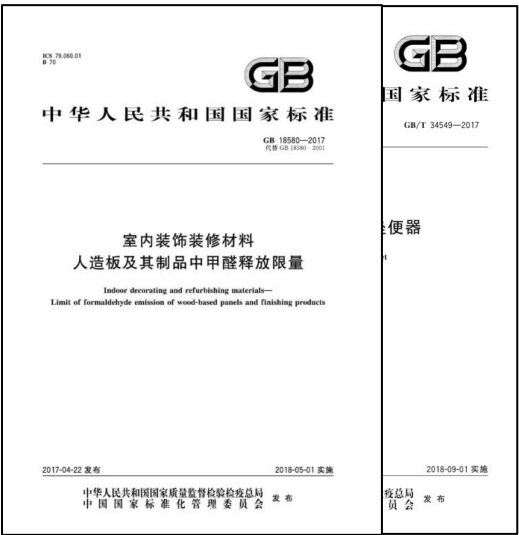 ICS 79.060.01
B 70
GB
中华人民共和国国家标准
GB 18580—2017
代替 GB 18580—2001
室内装饰装修材料
人造板及其制品中甲醛释放限量
Indoor decorating and refurbishing materials—
Limit of formaldehyde emission of wood-based panels and finishing products
2017-04-22 发布
2018-05-01 实施
中华人民共和国国家质量监督检验检疫总局
中国国家标准化管理委员会
发布
GB
国家标准
GB/T 34549—2017
便器
2018-09-01 实施
疫总局
员会
发布